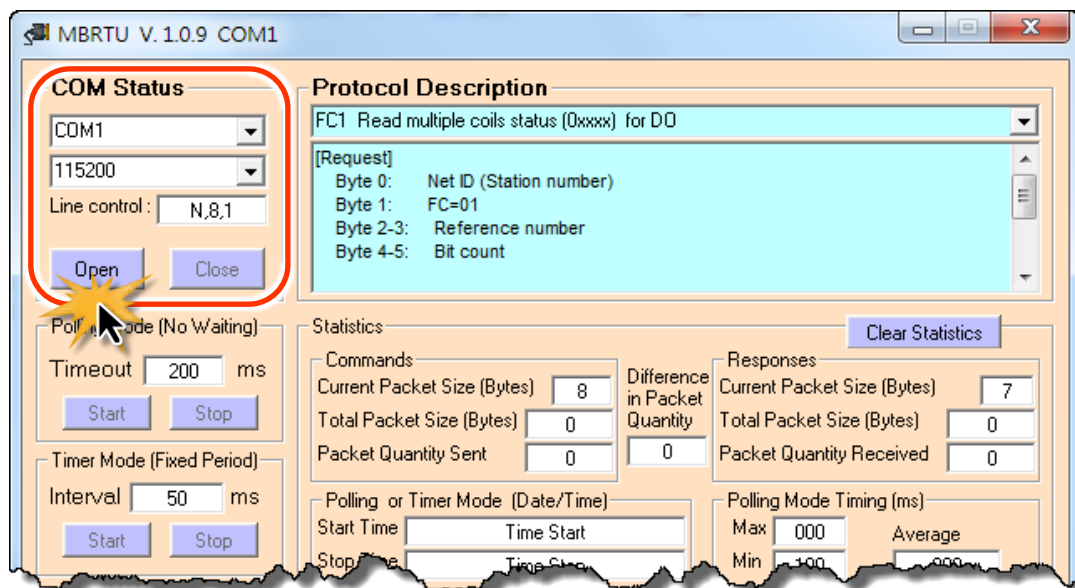 MBRTU V. 1.0.9 COM1
COM Status
COM1
115200
Line control : N,8,1
Open Close
Protocol Description
FC1 Read multiple coils status (0xxxx) for DO
[Request]
Byte 0: Net ID (Station number)
Byte 1: FC=01
Byte 2-3: Reference number
Byte 4-5: Bit count
(No Waiting)
Timeout 200 ms
Start Stop
Timer Mode (Fixed Period)
Interval 50 ms
Start Stop
Statistics
Clear Statistics
Commands
Current Packet Size (Bytes) 8
Total Packet Size (Bytes) 0
Packet Quantity Sent 0
Difference
in Packet
Quantity
0
Responses
Current Packet Size (Bytes) 7
Total Packet Size (Bytes) 0
Packet Quantity Received 0
Polling or Timer Mode (Date/Time)
Start Time Time Start
Polling Mode Timing (ms)
Max 000
Average
Min